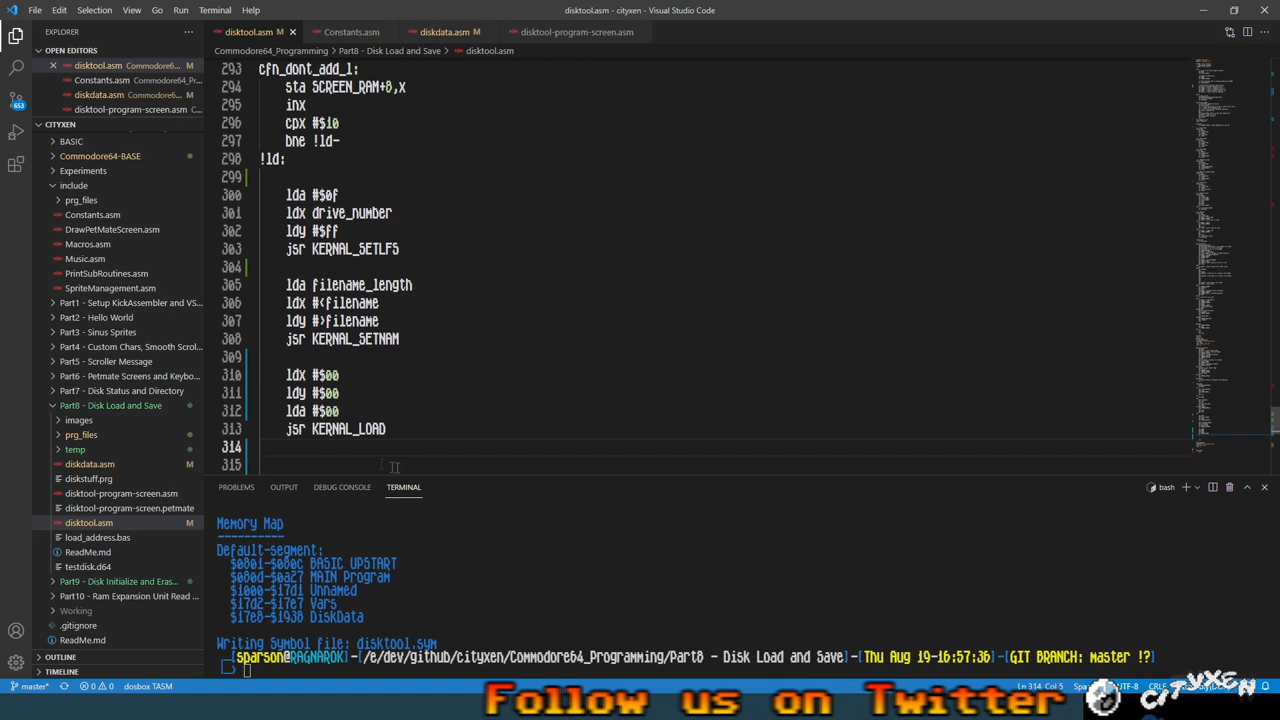 File Edit Selection View Go Run Terminal Help
disktool.asm - cityxen - Visual Studio Code
EXPLORER
disktool.asm M
Constants.asm
diskdata.asm M
disktool-program-screen.asm
Commodore64_Programming > Part8 - Disk Load and Save > disktool.asm
OPEN EDITORS
disktool.asm Commodore6... M
Constants.asm Commodore64_P...
diskdata.asm Commodore6... M
disktool-program-screen.asm
653
CITYXEN
BASIC
Commodore64-BASE
Experiments
include
prg_files
Constants.asm
DrawPetMateScreen.asm
Macros.asm
Music.asm
PrintSubRoutines.asm
SpriteManagement.asm
Part1 - Setup KickAssembler and VS...
Part2 - Hello World
Part3 - Sinus Sprites
Part4 - Custom Chars, Smooth Scrol...
Part5 - Scroller Message
Part6 - Petmate Screens and Keybo...
Part7 - Disk Status and Directory
Part8 - Disk Load and Save
images
prg_files
temp
diskdata.asm M
diskstuff.prg
disktool-program-screen.asm
disktool-program-screen.petmate
disktool.asm M
load_address.bas
ReadMe.md
testdisk.d64
Part9 - Disk Initialize and Eras...
Part10 - Ram Expansion Unit Read ...
Working
.gitignore
ReadMe.md
OUTLINE
TIMELINE
293 cfn_dont_add_l:
294 sta SCREEN_RAM+8,x
295 inx
296 cpx #$10
297 bne !ld-
298 !ld:
299
300 lda #$0f
301 ldx drive_number
302 ldy #$ff
303 jsr KERNAL_SETLFS
304
305 lda filename_length
306 ldx #<filename
307 ldy #>filename
308 jsr KERNAL_SETNAM
309
310 ldx #$00
311 ldy #$00
312 lda #$00
313 jsr KERNAL_LOAD
314
315
PROBLEMS OUTPUT DEBUG CONSOLE TERMINAL
bash
Memory Map
----------
Default-segment:
$0801-$080c BASIC UPSTART
$080d-$0a27 MAIN Program
$1000-$17d1 Unnamed
$17d2-$17e7 Vars
$17e8-$1938 DiskData
Writing Symbol file: disktool.sym
[sparson@RAGNAROK]-[/e/dev/github/cityxen/Commodore64_Programming/Part8 - Disk Load and Save]-[Thu Aug 19-16:57:36]-[GIT BRANCH: master !?]
master* 0 0 dosbox TASM
Ln 314, Col 5
UTF-8 CRLF
Follow us on Twitter
CITYXEN